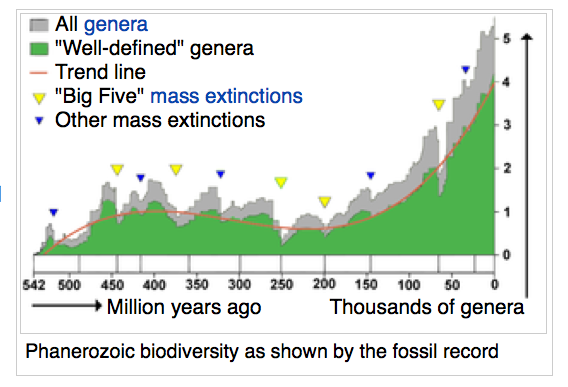 All genera
"Well-defined" genera
Trend line
"Big Five" mass extinctions
Other mass extinctions
5
4
3
2
1
0
542 500 450 400 350 300 250 200 150 100 50 0
Million years ago
Thousands of genera
Phanerozoic biodiversity as shown by the fossil record